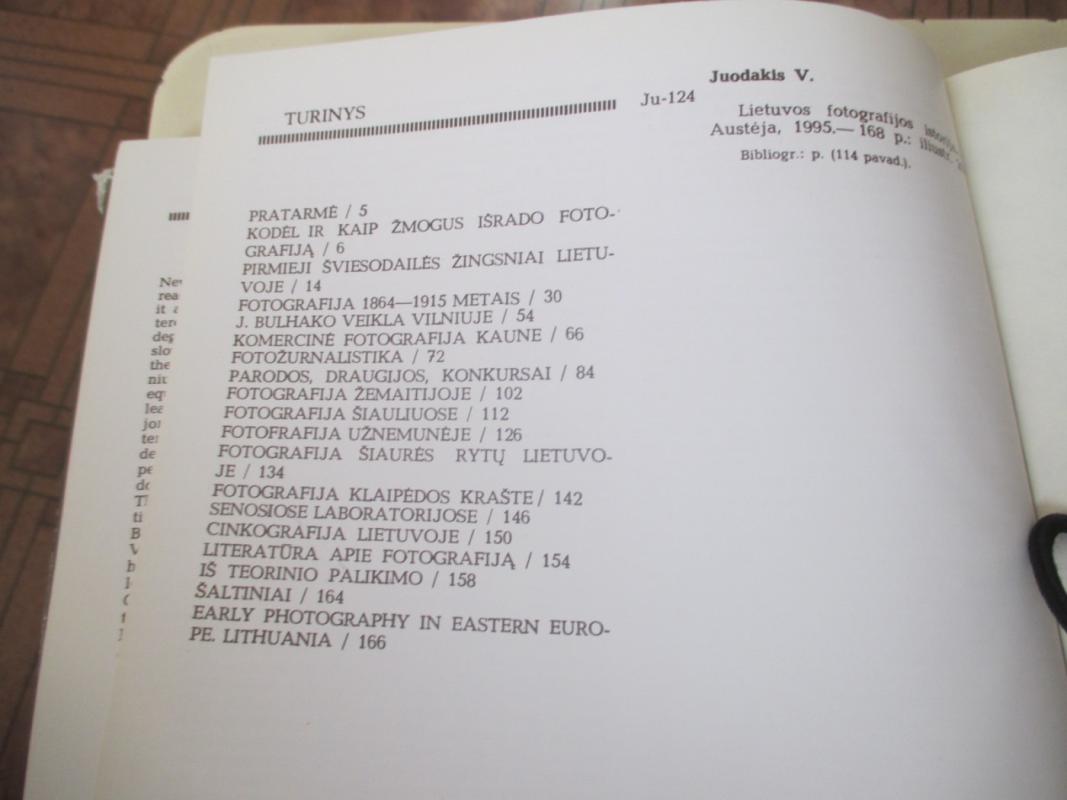 TURINYS
PRATARMĖ / 5
KODĖL IR KAIP ŽMOGUS IŠRADO FOTO-
GRAFIJĄ / 6
PIRMIEJI ŠVIESODAILĖS ŽINGSNIAI LIETU-
VOJE / 14
FOTOGRAFIJA 1864—1915 METAIS / 30
J. BULHAKO VEIKLA VILNIUJE / 54
KOMERCINĖ FOTOGRAFIJA KAUNE / 66
FOTOŽURNALISTIKA / 72
PARODOS, DRAUGIJOS, KONKURSAI / 84
FOTOGRAFIJA ŽEMAITIJOJE / 102
FOTOGRAFIJA ŠIAULIUOSE / 112
FOTOFRAFIJA UŽNEMUNĖJE / 126
FOTOGRAFIJA ŠIAURĖS RYTŲ LIETUVO-
JE / 134
FOTOGRAFIJA KLAIPĖDOS KRAŠTE / 142
SENOSIOSE LABORATORIJOSE / 146
CINKOGRAFIJA LIETUVOJE / 150
LITERATŪRA APIE FOTOGRAFIJĄ / 154
IŠ TEORINIO PALIKIMO / 158
ŠALTINIAI / 164
EARLY PHOTOGRAPHY IN EASTERN EURO-
PE. LITHUANIA / 166
Juodakis V.
Ju-124
Lietuvos fotografijos
Austėja, 1995.— 168 p.: iliustr.
Bibliogr.: p. (114 pavad.).